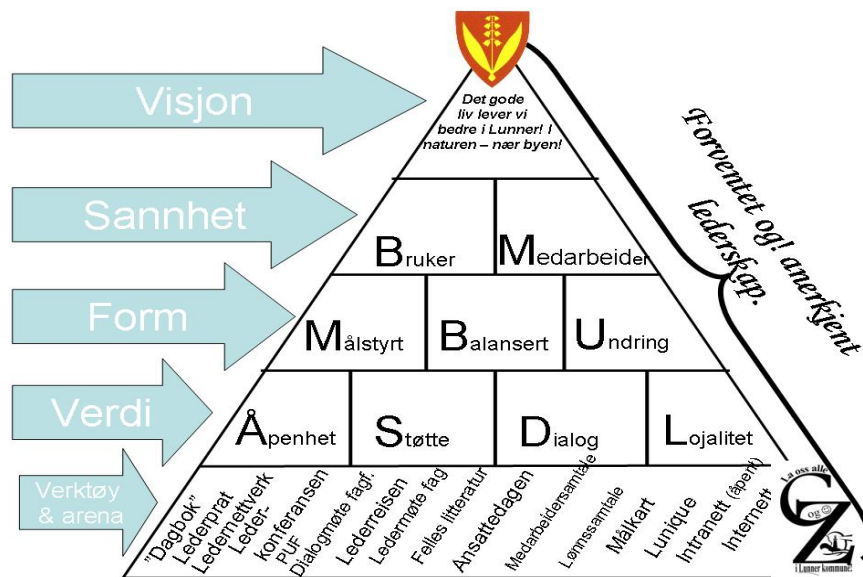 Visjon
Det gode
liv lever vi
bedre i Lunner! I
naturen – nær byen!
Forventet og! anerkjent
lederskap.
Sannhet
Bruker
Medarbeider
Form
Målstyrt
Balansert
Undring
Verdi
Åpenhet
Støtte
Dialog
Lojalitet
Verktøy
& arena
"Dagbok"
Lederprat
Ledernettverk
Leder-
konferansen
PUF
Dialogmøte fagf.
Lederreisen
Ledermøte fag
Felles litteratur
Ansattedagen
Medarbeidersamtale
Lønnssamtale
Målkart
Lunique
Intranett (åpent)
Internett
La oss alle
G
og
Z
i Lunner kommune!